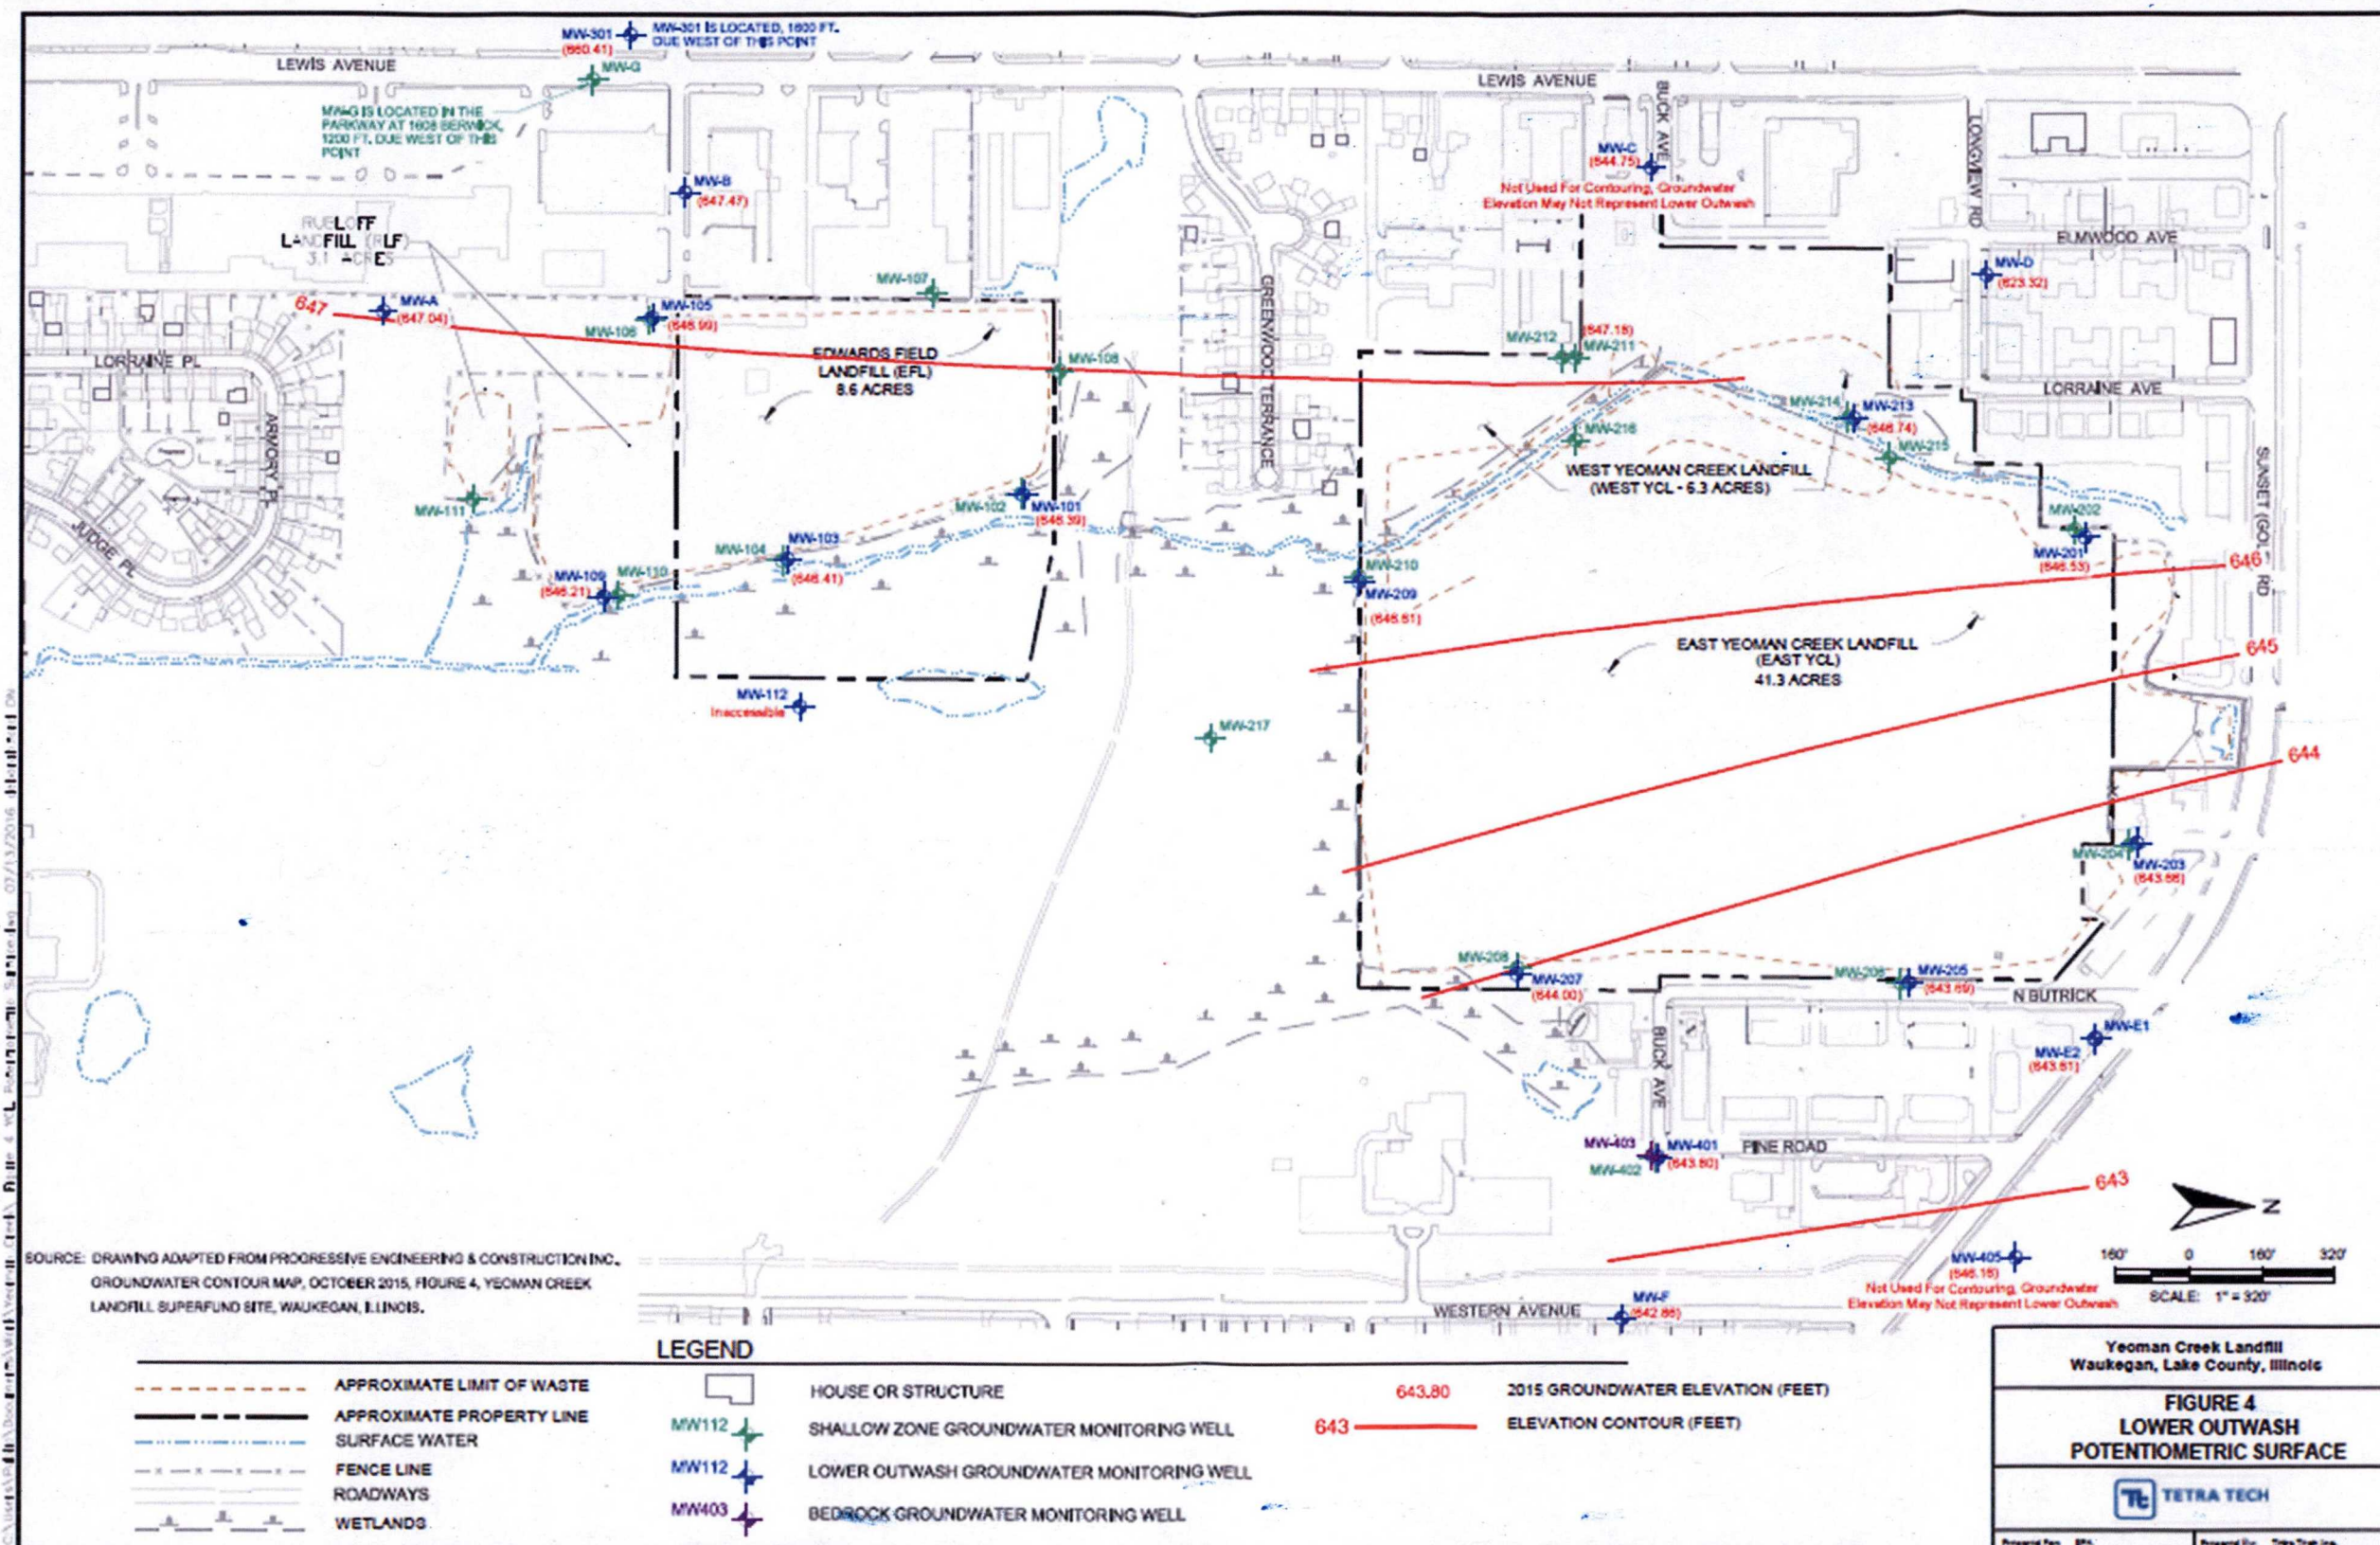 MW-301
(660.41)
MW-301 IS LOCATED, 1600 FT.
DUE WEST OF THIS POINT
LEWIS AVENUE
MW-G
MW-G IS LOCATED IN THE
PARKWAY AT 1608 BERWICK,
1200 FT. DUE WEST OF THIS
POINT
LEWIS AVENUE
BUCK AVE
LONGVIEW RD
MW-C
(644.75)
Not Used For Contouring, Groundwater
Elevation May Not Represent Lower Outwash
MW-B
(647.47)
RUELOFF
LANDFILL (RLF)
3.1 ACRES
ELMWOOD AVE
MW-D
(623.32)
MW-107
GREENWOOD TERRANCE
647
MW-A
(647.04)
MW-105
(646.99)
MW-106
MW-212
(647.18)
MW-211
LORRAINE PL
EDWARDS FIELD
LANDFILL (EFL)
8.6 ACRES
MW-108
LORRAINE AVE
MW-214
MW-213
(646.74)
MW-216
MW-215
ARMORY PL
WEST YEOMAN CREEK LANDFILL
(WEST YCL - 6.3 ACRES)
SUNSET (GOLF) RD
MW-111
MW-102
MW-101
(646.39)
MW-202
MW-201
(646.53)
JUDGE PL
MW-104
MW-103
(646.41)
MW-109
(646.21)
MW-110
MW-210
MW-209
(646.61)
646
645
644
EAST YEOMAN CREEK LANDFILL
(EAST YCL)
41.3 ACRES
MW-112
Inaccessible
MW-217
MW-204
MW-203
MW-208
MW-207
(644.00)
MW-206
MW-205
(643.69)
N BUTRICK
MW-E1
MW-E2
(643.61)
BUCK AVE
MW-403
MW-401
(643.80)
MW-402
PINE ROAD
643
N
MW-405
(646.16)
Not Used For Contouring, Groundwater
Elevation May Not Represent Lower Outwash
160' 0 160' 320'
SCALE: 1" = 320'
WESTERN AVENUE
MW-F
SOURCE: DRAWING ADAPTED FROM PROGRESSIVE ENGINEERING & CONSTRUCTION INC.,
GROUNDWATER CONTOUR MAP, OCTOBER 2015, FIGURE 4, YEOMAN CREEK
LANDFILL SUPERFUND SITE, WAUKEGAN, ILLINOIS.
LEGEND
APPROXIMATE LIMIT OF WASTE
APPROXIMATE PROPERTY LINE
SURFACE WATER
FENCE LINE
ROADWAYS
WETLANDS
HOUSE OR STRUCTURE
MW112 SHALLOW ZONE GROUNDWATER MONITORING WELL
MW112 LOWER OUTWASH GROUNDWATER MONITORING WELL
MW403 BEDROCK GROUNDWATER MONITORING WELL
643.80 2015 GROUNDWATER ELEVATION (FEET)
643 ELEVATION CONTOUR (FEET)
Yeoman Creek Landfill
Waukegan, Lake County, Illinois
FIGURE 4
LOWER OUTWASH
POTENTIOMETRIC SURFACE
Tt TETRA TECH